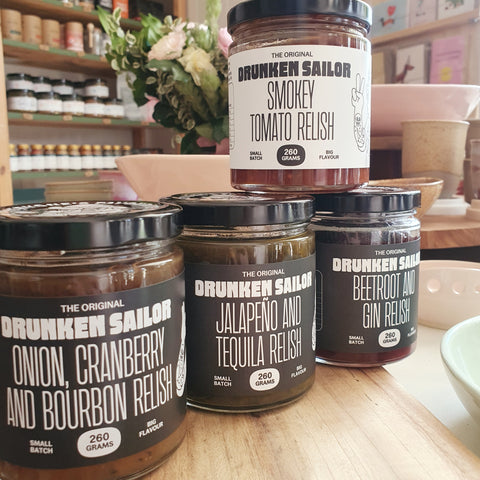 THE ORIGINAL
DRUNKEN SAILOR
SMOKEY
TOMATO RELISH
SMALL
BATCH
260
GRAMS
BIG
FLAVOUR
THE ORIGINAL
DRUNKEN SAILOR
ONION, CRANBERRY
AND BOURBON RELISH
SMALL
BATCH
260
GRAMS
BIG
FLAVOUR
THE ORIGINAL
DRUNKEN SAILOR
JALAPEÑO AND
TEQUILA RELISH
SMALL
BATCH
260
GRAMS
BIG
FLAVOUR
THE ORIGINAL
DRUNKEN SAILOR
BEETROOT AND
GIN RELISH
SMALL
BATCH
260
GRAMS
BIG
FLAVOUR